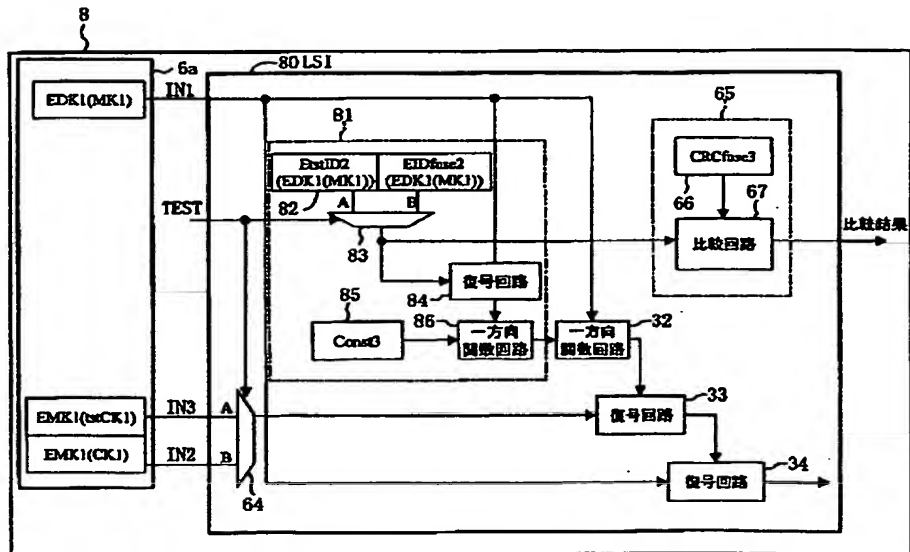 8
6a
80 LSI
EDK1(MK1)
IN1
81
65
EtstID2
(EDK1(MK1))
EIDfuse2
(EDK1(MK1))
CRCfuse3
82
A
B
66
67
TEST
83
比較回路
比較結果
復号回路
84
85
86
32
Const3
一方向
関数回路
一方向
関数回路
EMK1(tstCK1)
IN3
A
33
復号回路
EMK1(CK1)
IN2
B
34
64
復号回路